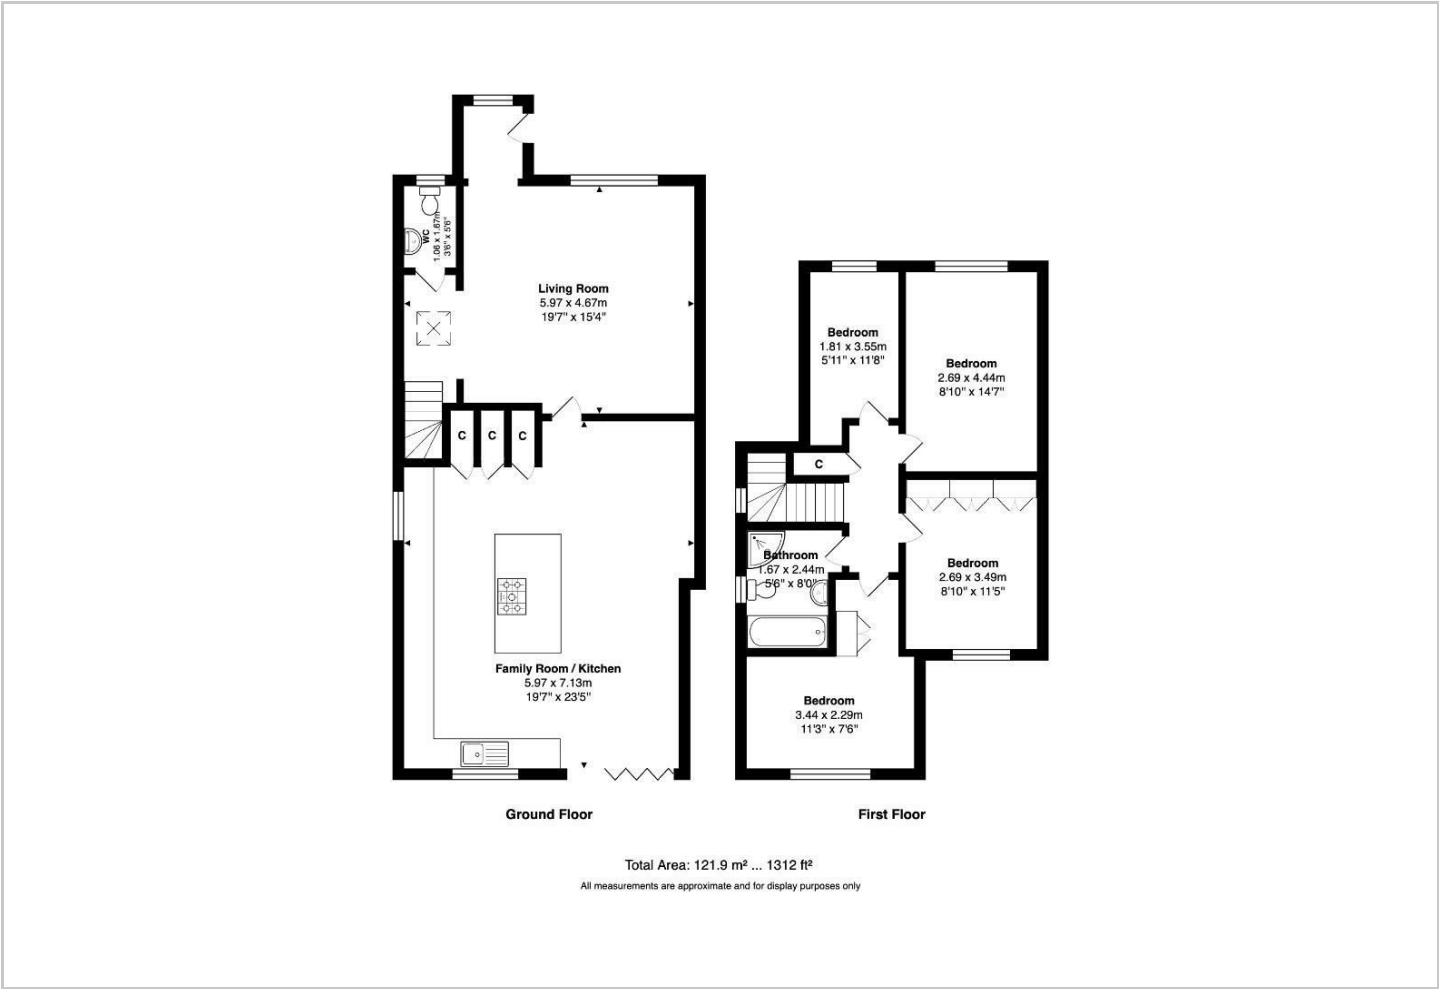 WC
1.06 x 1.67m
3'6" x 5'6"
Living Room
5.97 x 4.67m
19'7" x 15'4"
C
C
C
Family Room / Kitchen
5.97 x 7.13m
19'7" x 23'5"
Ground Floor
Bedroom
1.81 x 3.55m
5'11" x 11'8"
Bedroom
2.69 x 4.44m
8'10" x 14'7"
C
Bathroom
1.67 x 2.44m
5'6" x 8'0"
Bedroom
2.69 x 3.49m
8'10" x 11'5"
Bedroom
3.44 x 2.29m
11'3" x 7'6"
First Floor
Total Area: 121.9 m² ... 1312 ft²
All measurements are approximate and for display purposes only